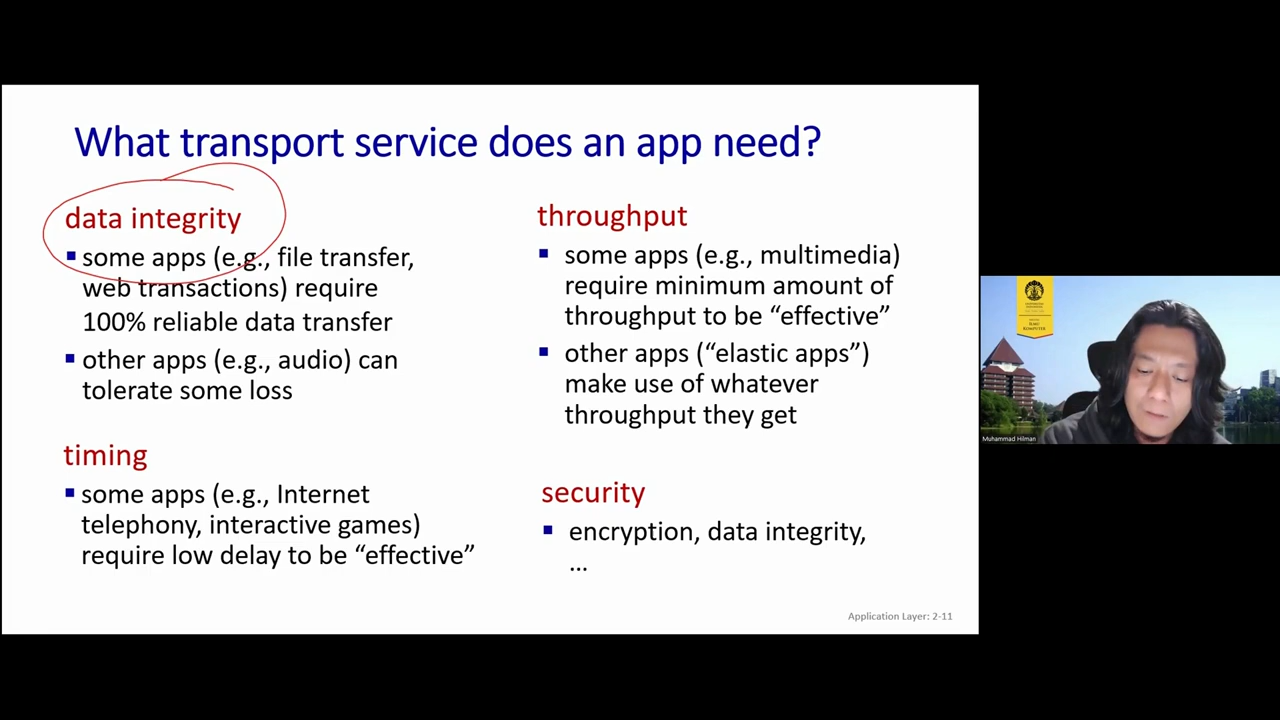 What transport service does an app need?
data integrity
▪ some apps (e.g., file transfer,
web transactions) require
100% reliable data transfer
▪ other apps (e.g., audio) can
tolerate some loss
timing
▪ some apps (e.g., Internet
telephony, interactive games)
require low delay to be “effective”
throughput
▪ some apps (e.g., multimedia)
require minimum amount of
throughput to be “effective”
▪ other apps (“elastic apps”)
make use of whatever
throughput they get
security
▪ encryption, data integrity,
...
Application Layer: 2-11
ILMU
KOMPUTER
Muhammad Hilman